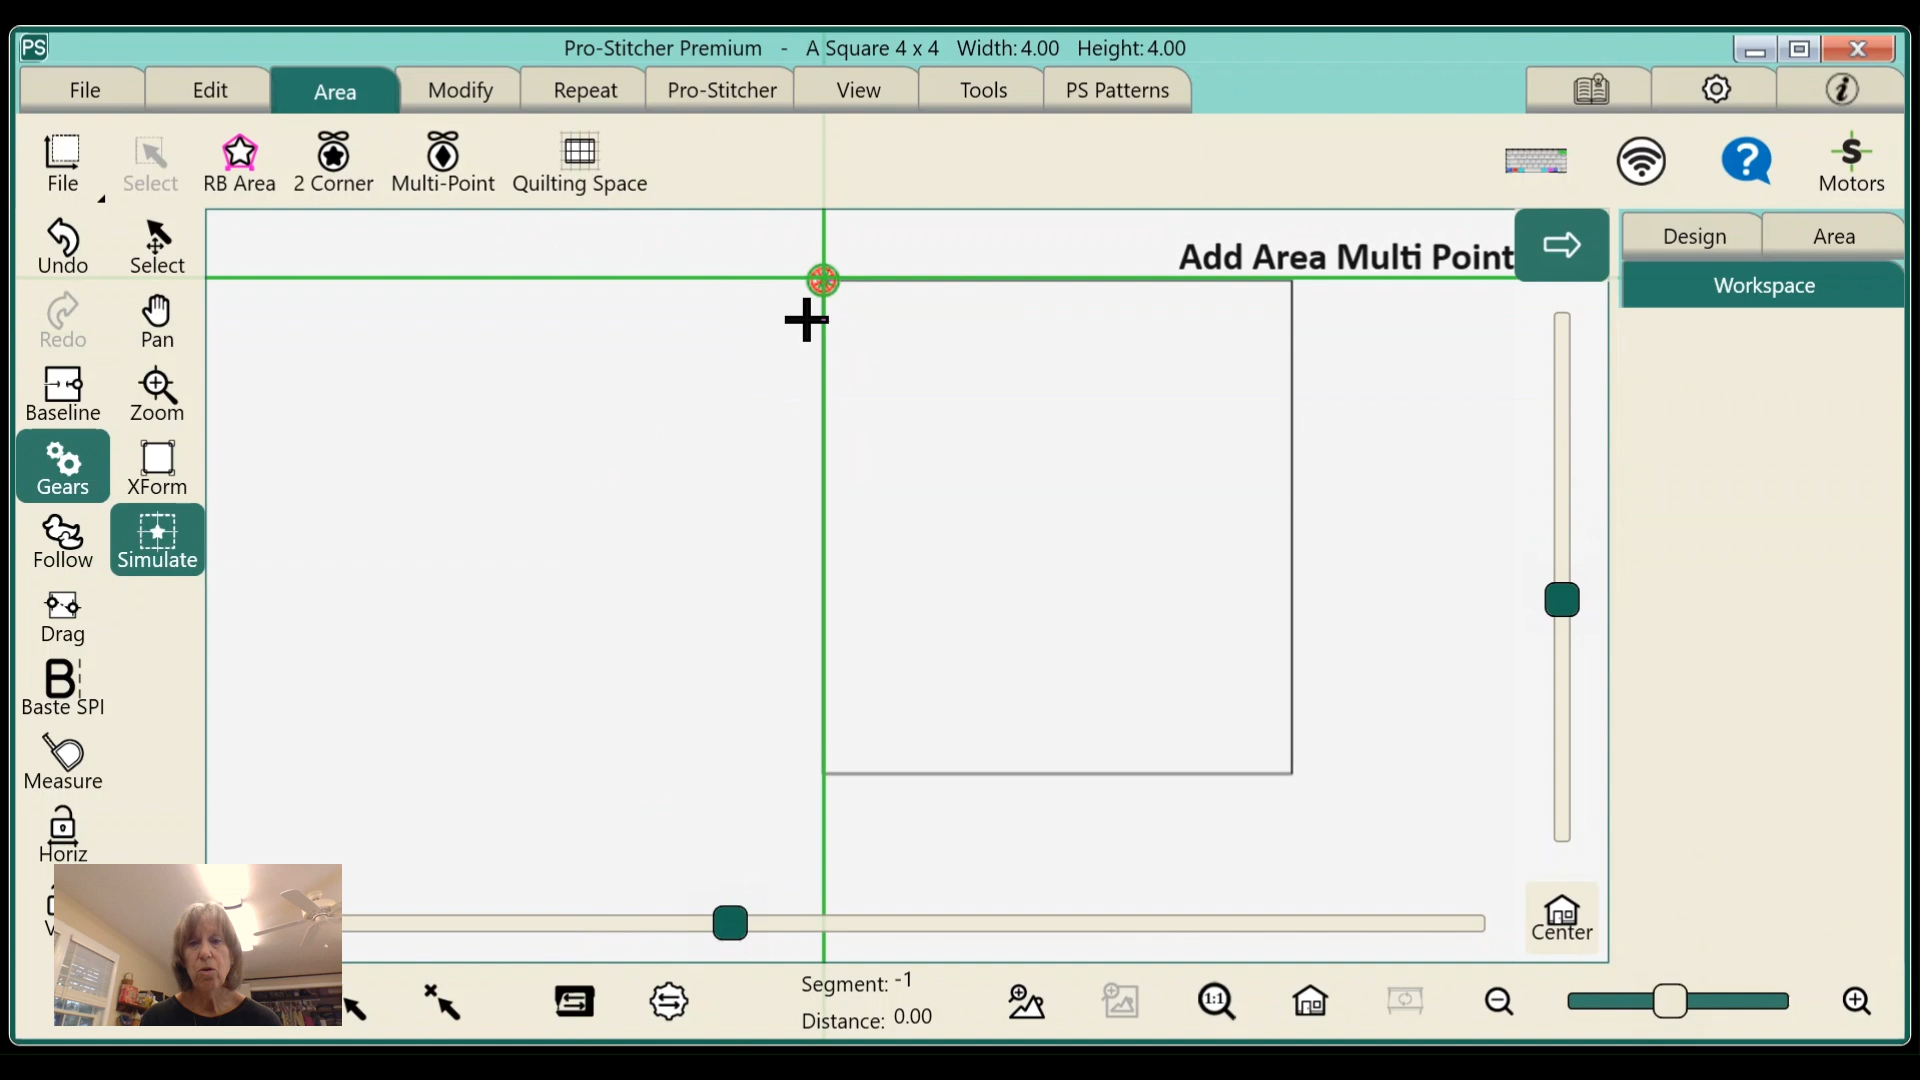 PS
Pro-Stitcher Premium - A Square 4 x 4 Width: 4.00 Height: 4.00
File Edit Area Modify Repeat Pro-Stitcher View Tools PS Patterns
File Select RB Area 2 Corner Multi-Point Quilting Space
? S Motors
Undo Select
Add Area Multi Point
Design Area
Workspace
Redo Pan
Baseline Zoom
Gears XForm
Follow Simulate
Drag
B
Baste SPI
Measure
Horiz
Center
Segment: -1
Distance: 0.00
1:1